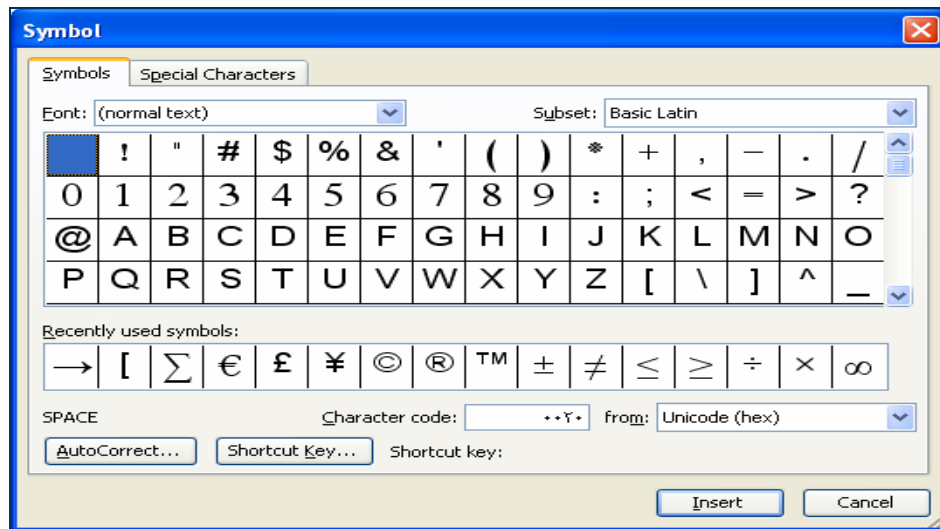 Symbol
Symbols Special Characters
Font: (normal text) Subset: Basic Latin
! " # $ % & ' ( ) * + , — . /
0 1 2 3 4 5 6 7 8 9 : ; < = > ?
@ A B C D E F G H I J K L M N O
P Q R S T U V W X Y Z [ \ ] ^ _
Recently used symbols:
→ [ ∑ € £ ¥ © ® ™ ± ≠ ≤ ≥ ÷ × ∞
SPACE Character code: ٠٠٢٠ from: Unicode (hex)
AutoCorrect... Shortcut Key... Shortcut key:
Insert Cancel